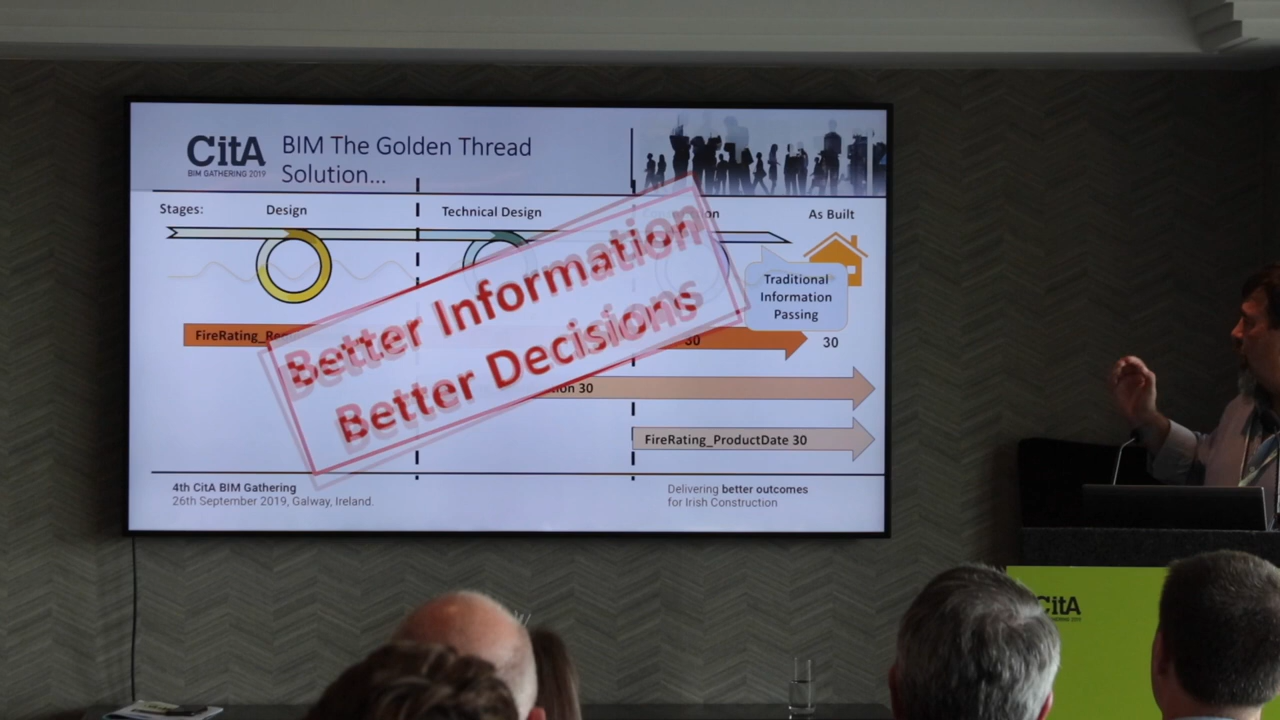 CitA
BIM GATHERING 2019
BIM The Golden Thread
Solution...
Stages:
Design
Technical Design
As Built
Traditional
Information
Passing
30
30
30
FireRating_ProductDate 30
Better Information
Better Decisions
4th CitA BIM Gathering
26th September 2019, Galway, Ireland.
Delivering better outcomes
for Irish Construction
CitA